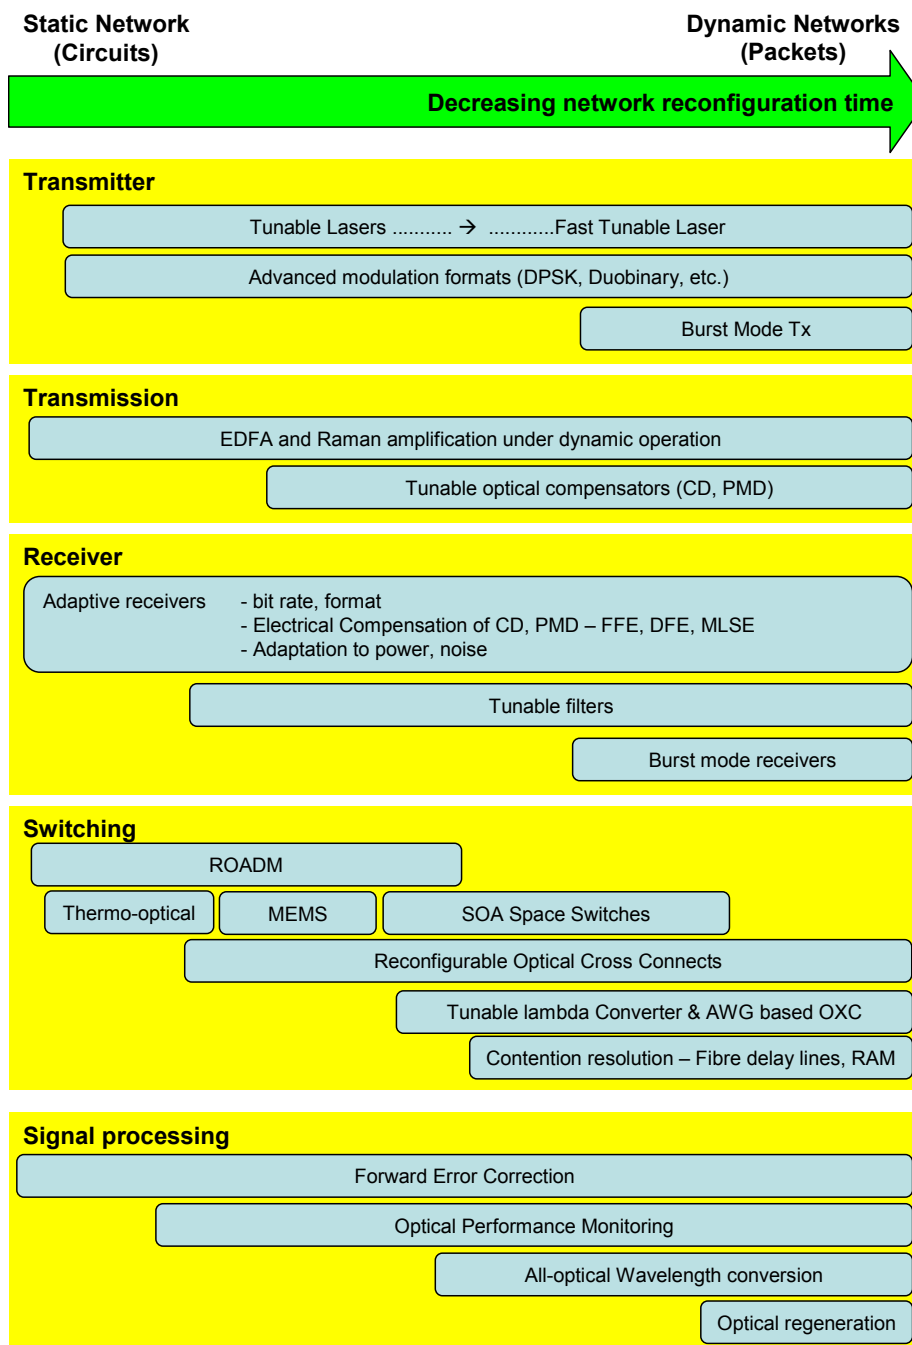 Static Network
(Circuits)
Dynamic Networks
(Packets)
Decreasing network reconfiguration time
Transmitter
Tunable Lasers ........... → ............Fast Tunable Laser
Advanced modulation formats (DPSK, Duobinary, etc.)
Burst Mode Tx
Transmission
EDFA and Raman amplification under dynamic operation
Tunable optical compensators (CD, PMD)
Receiver
Adaptive receivers - bit rate, format
- Electrical Compensation of CD, PMD – FFE, DFE, MLSE
- Adaptation to power, noise
Tunable filters
Burst mode receivers
Switching
ROADM
Thermo-optical MEMS SOA Space Switches
Reconfigurable Optical Cross Connects
Tunable lambda Converter & AWG based OXC
Contention resolution – Fibre delay lines, RAM
Signal processing
Forward Error Correction
Optical Performance Monitoring
All-optical Wavelength conversion
Optical regeneration